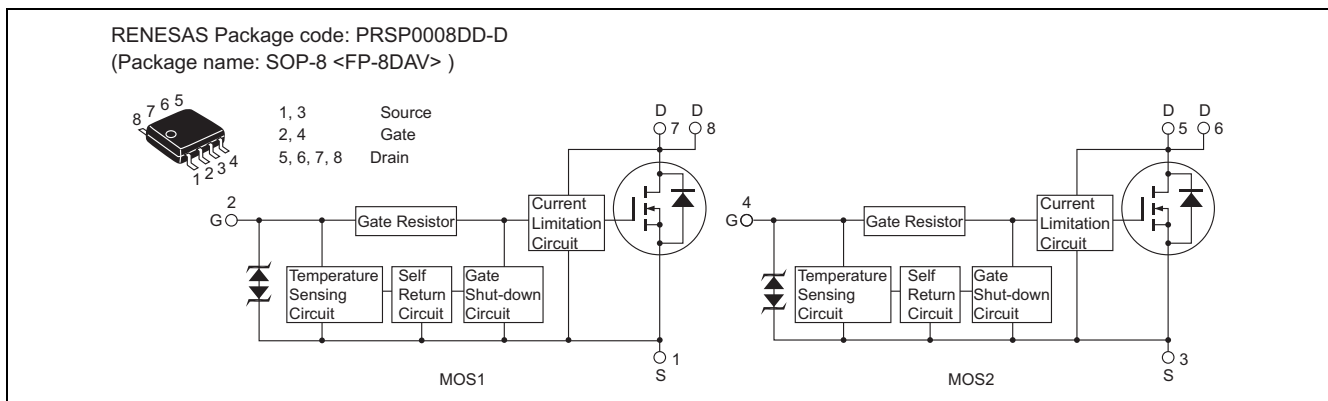 RENESAS Package code: PRSP0008DD-D
(Package name: SOP-8 <FP-8DAV> )
8 7 6 5
1 2 3 4
1, 3 Source
2, 4 Gate
5, 6, 7, 8 Drain
D D
7 8
2
G
Gate Resistor
Current
Limitation
Circuit
Temperature
Sensing
Circuit
Self
Return
Circuit
Gate
Shut-down
Circuit
1
S
MOS1
D D
5 6
4
G
Gate Resistor
Current
Limitation
Circuit
Temperature
Sensing
Circuit
Self
Return
Circuit
Gate
Shut-down
Circuit
3
S
MOS2